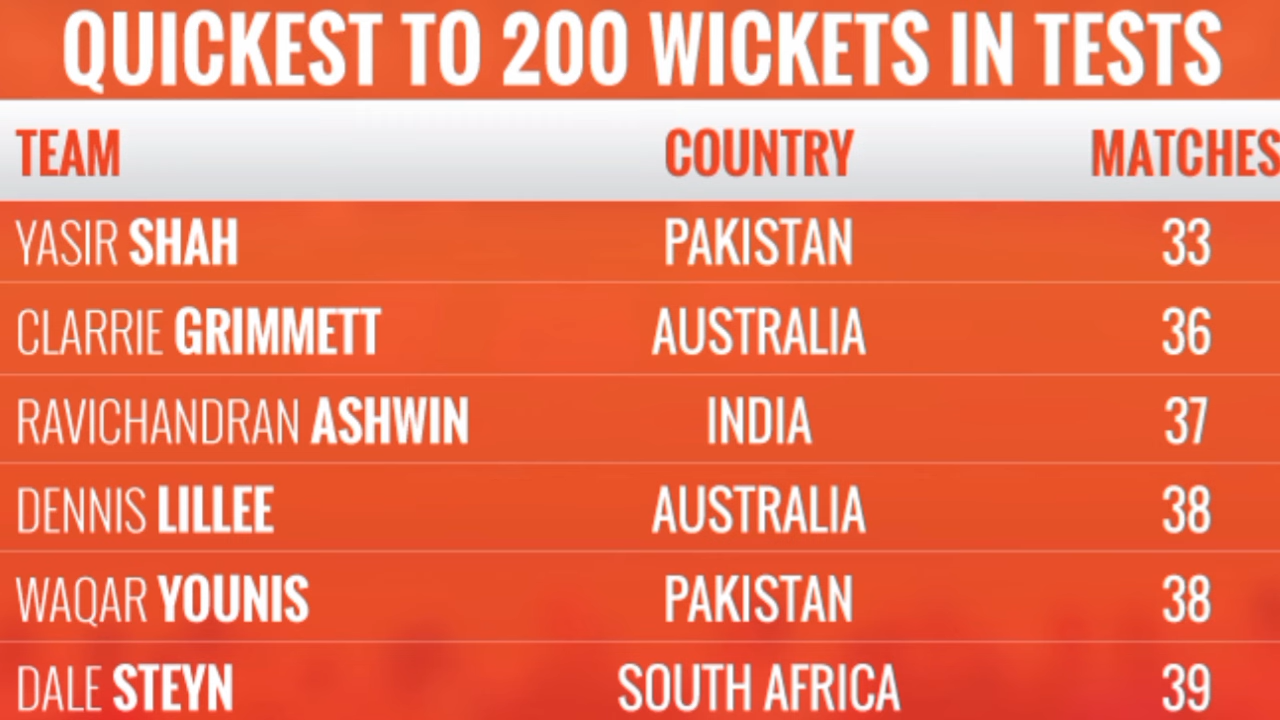 QUICKEST TO 200 WICKETS IN TESTS
TEAM COUNTRY MATCHES
YASIR SHAH PAKISTAN 33
CLARRIE GRIMMETT AUSTRALIA 36
RAVICHANDRAN ASHWIN INDIA 37
DENNIS LILLEE AUSTRALIA 38
WAQAR YOUNIS PAKISTAN 38
DALE STEYN SOUTH AFRICA 39